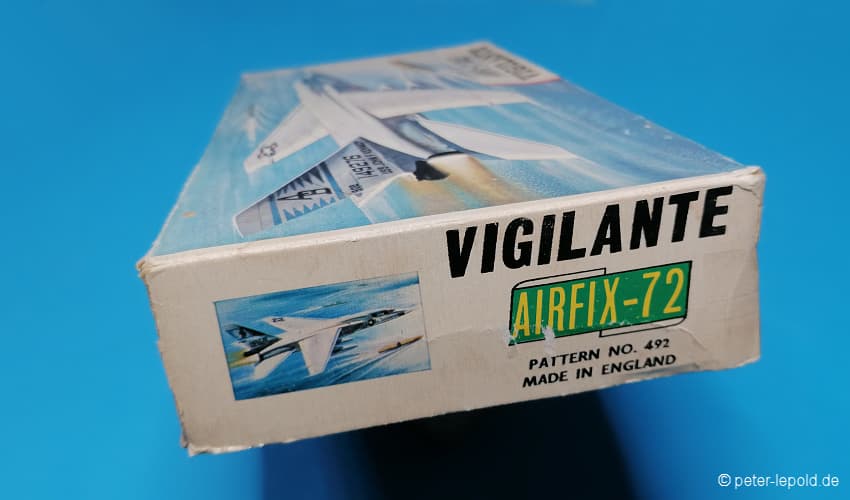 VIGILANTE
AIRFIX-72
PATTERN NO. 492
MADE IN ENGLAND
© peter-lepold.de